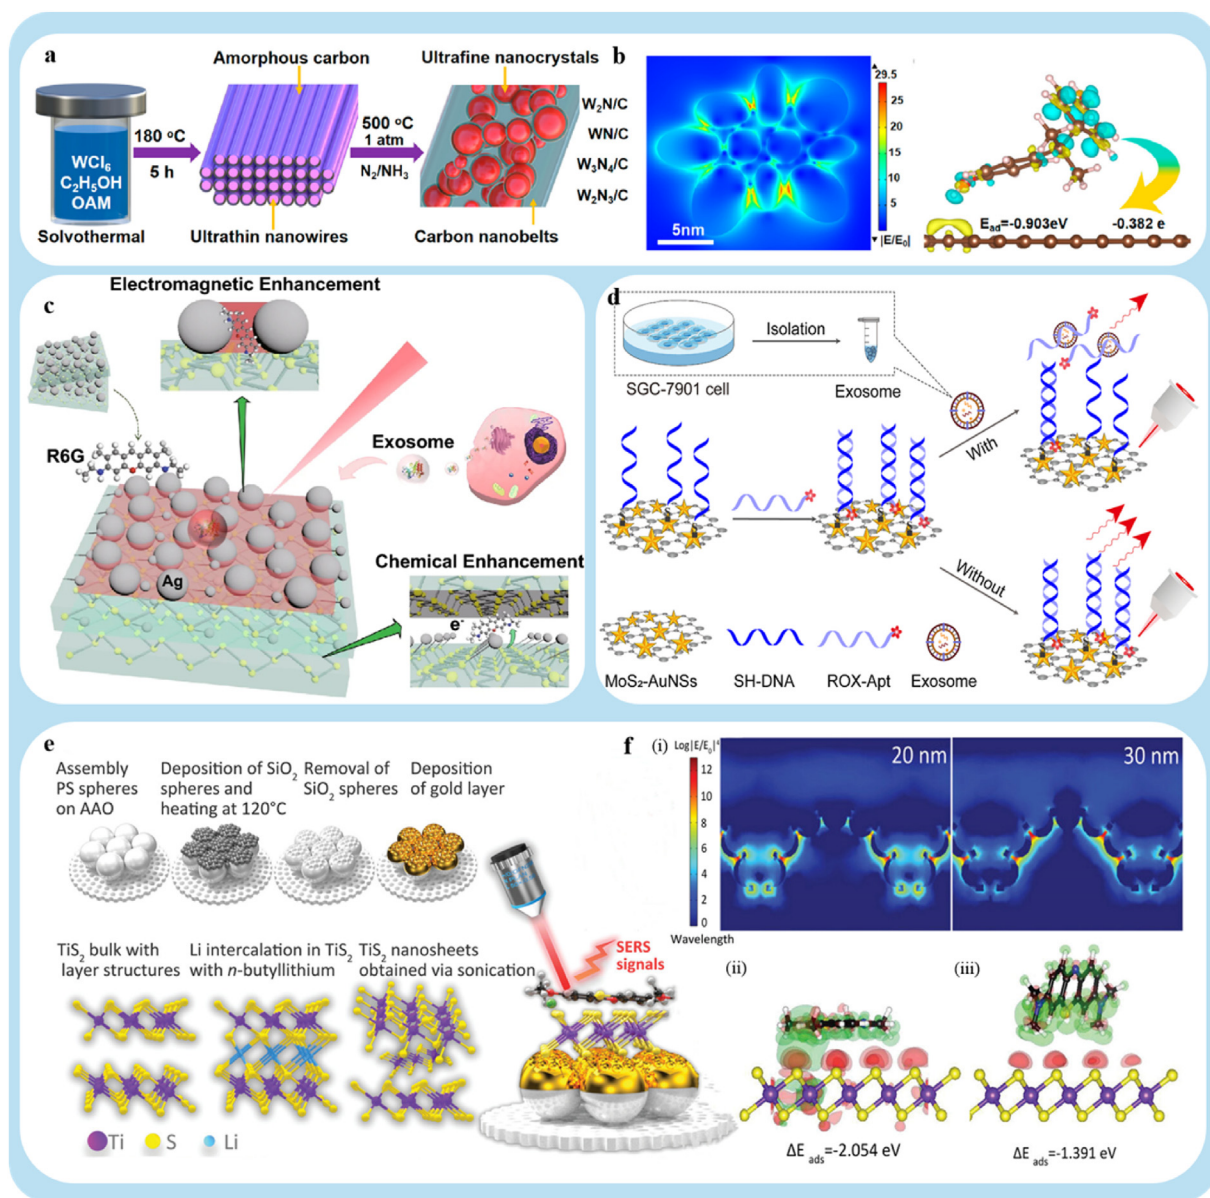 a
Amorphous carbon
Ultrafine nanocrystals
180 °C
5 h
WCl₆
C₂H₅OH
OAM
Solvothermal
Ultrathin nanowires
500 °C
1 atm
N₂/NH₃
Carbon nanobelts
W₂N/C
WN/C
W₃N₄/C
W₂N₃/C
b
29.5
25
20
15
10
5
|E/E₀|
5nm
E_ad=-0.903eV
-0.382 e
c
Electromagnetic Enhancement
R6G
Exosome
Ag
Chemical Enhancement
e⁻
d
SGC-7901 cell
Isolation
Exosome
With
Without
MoS₂-AuNSs
SH-DNA
ROX-Apt
Exosome
e
Assembly
PS spheres
on AAO
Deposition of SiO₂
spheres and
heating at 120°C
Removal of
SiO₂ spheres
Deposition
of gold layer
TiS₂ bulk with
layer structures
Li intercalation in TiS₂
with n-butyllithium
TiS₂ nanosheets
obtained via sonication
SERS
signals
Ti
S
Li
f
(i)
Log|E/E₀|⁴
12
10
8
6
4
2
0
Wavelength
20 nm
30 nm
(ii)
ΔE ads=-2.054 eV
(iii)
ΔE ads=-1.391 eV